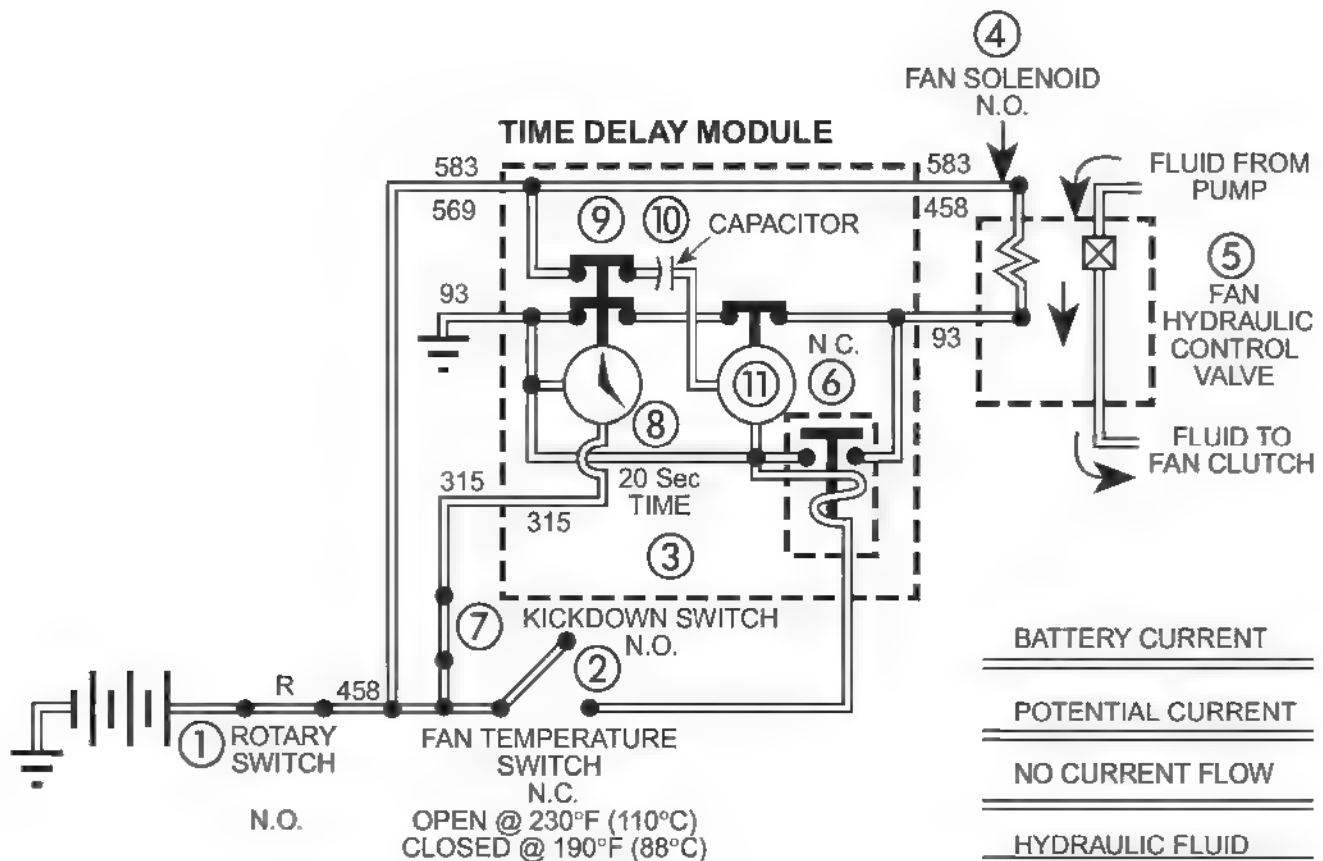 ④
FAN SOLENOID
N.O.
TIME DELAY MODULE
583
583
FLUID FROM
PUMP
569
458
⑨
⑩
CAPACITOR
⑤
FAN
HYDRAULIC
CONTROL
VALVE
93
93
N C.
⑥
⑪
⑧
FLUID TO
FAN CLUTCH
20 Sec
TIME
315
315
③
KICKDOWN SWITCH
N.O.
⑦
②
BATTERY CURRENT
R
458
POTENTIAL CURRENT
①
ROTARY
SWITCH
FAN TEMPERATURE
SWITCH
N.C.
NO CURRENT FLOW
N.O.
OPEN @ 230°F (110°C)
CLOSED @ 190°F (88°C)
HYDRAULIC FLUID